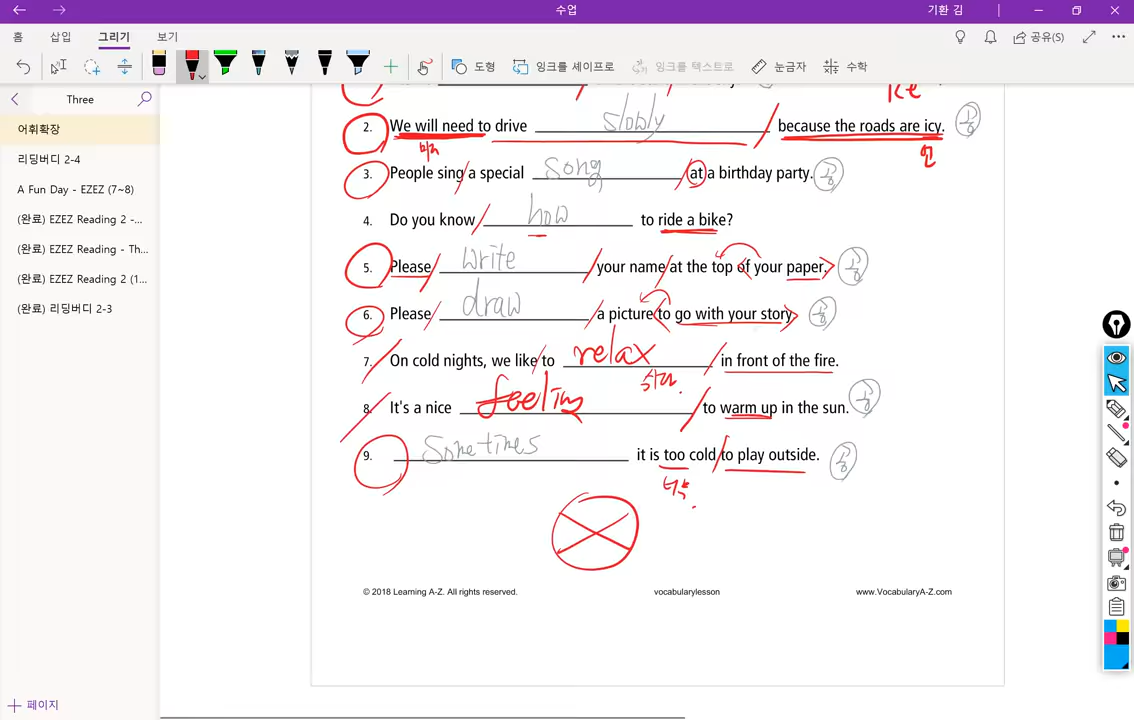 수업
기환 김
홈 삽입 그리기 보기
공유(S)
도형 잉크를 셰이프로 잉크를 텍스트로 눈금자 수학
Three
어휘확장
리딩버디 2-4
A Fun Day - EZEZ (7~8)
(완료) EZEZ Reading 2 -...
(완료) EZEZ Reading - Th...
(완료) EZEZ Reading 2 (1...
(완료) 리딩버디 2-3
페이지
2. We will need to drive slowly because the roads are icy.
3. People sing a special song at a birthday party.
4. Do you know how to ride a bike?
5. Please write your name at the top of your paper.
6. Please draw a picture to go with your story.
7. On cold nights, we like to relax in front of the fire.
8. It's a nice feeling to warm up in the sun.
9. Sometimes it is too cold to play outside.
© 2018 Learning A-Z. All rights reserved. vocabularylesson www.VocabularyA-Z.com